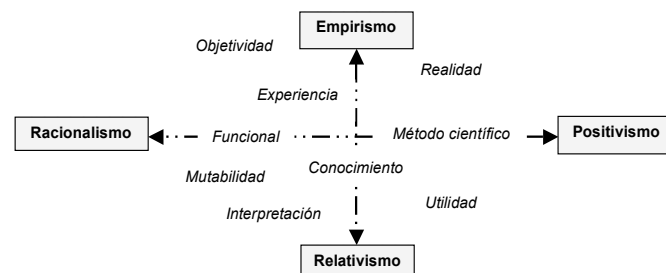 Empirismo
Objetividad
Realidad
Experiencia
Racionalismo
Funcional
Método científico
Positivismo
Mutabilidad
Conocimiento
Interpretación
Utilidad
Relativismo